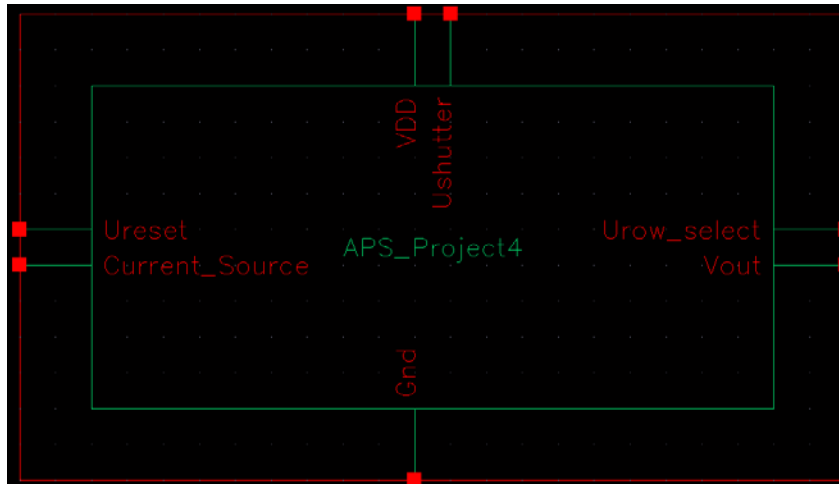 VDD
Ushutter
Ureset
Urow_select
APS_Project4
Current_Source
Vout
Gnd